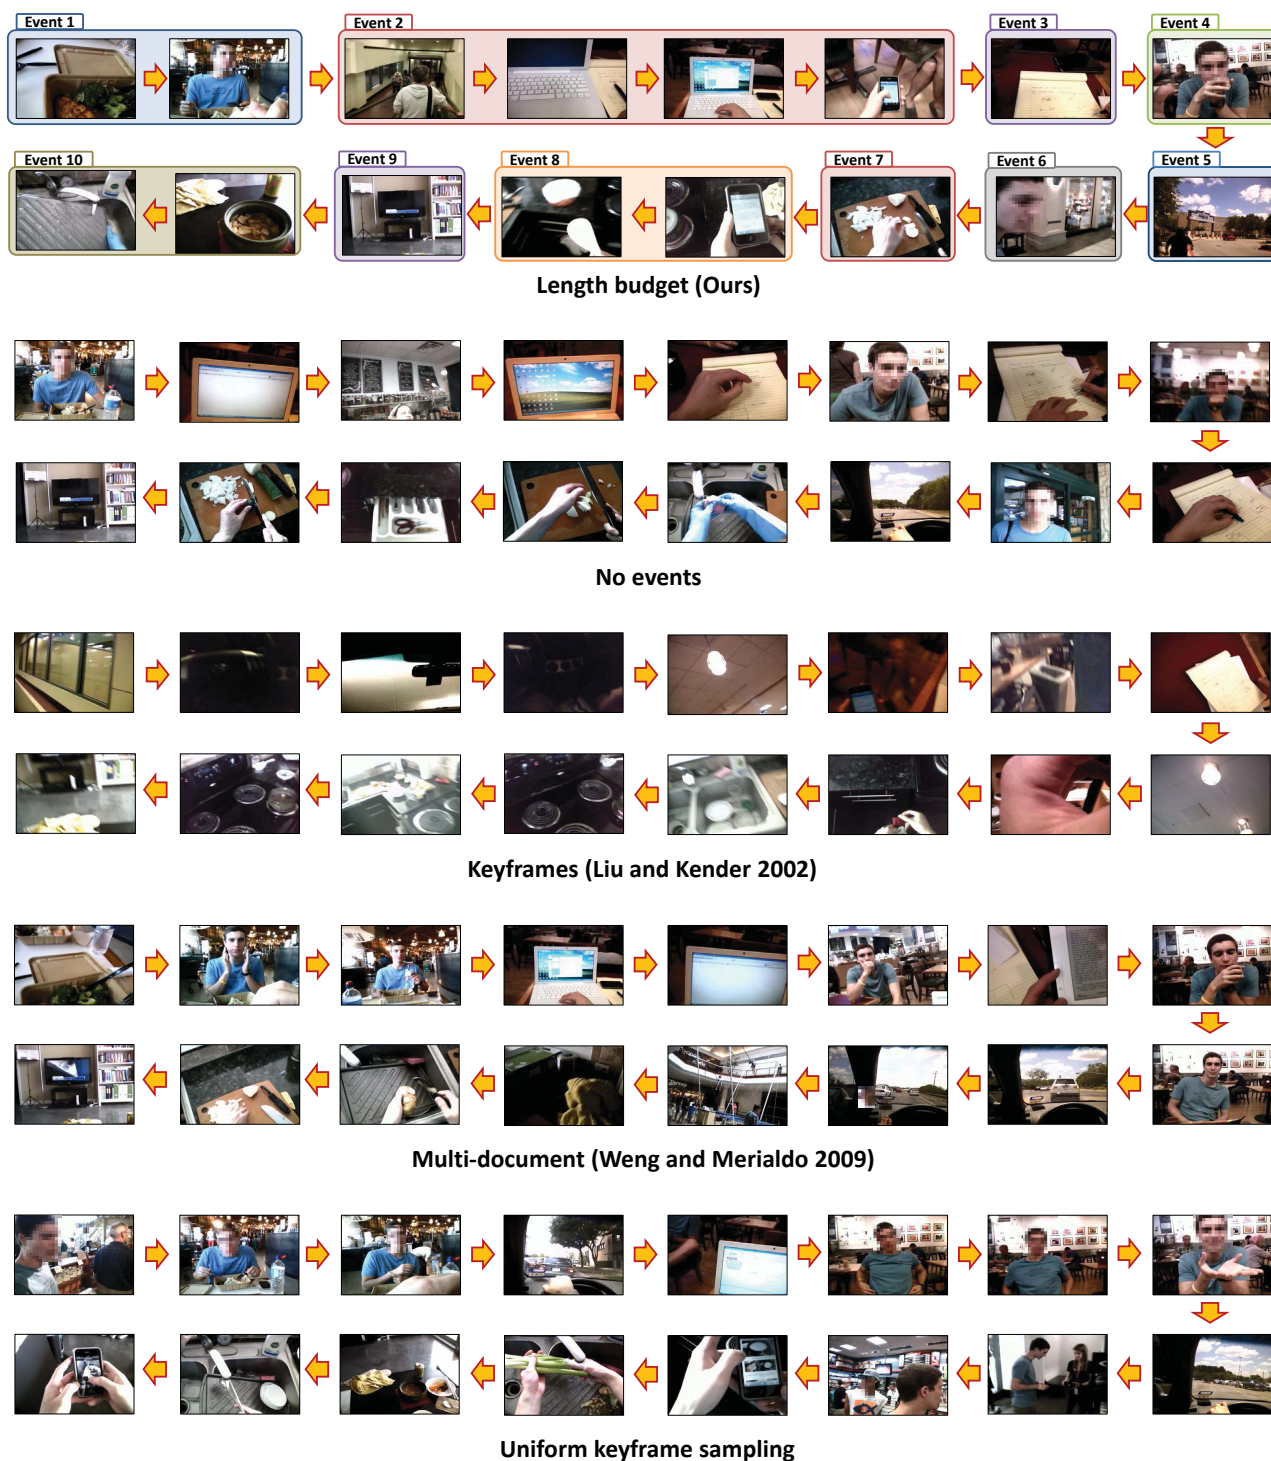 Event 1
Event 2
Event 3
Event 4
Event 10
Event 9
Event 8
Event 7
Event 6
Event 5
Length budget (Ours)
No events
Keyframes (Liu and Kender 2002)
Multi-document (Weng and Merialdo 2009)
Uniform keyframe sampling